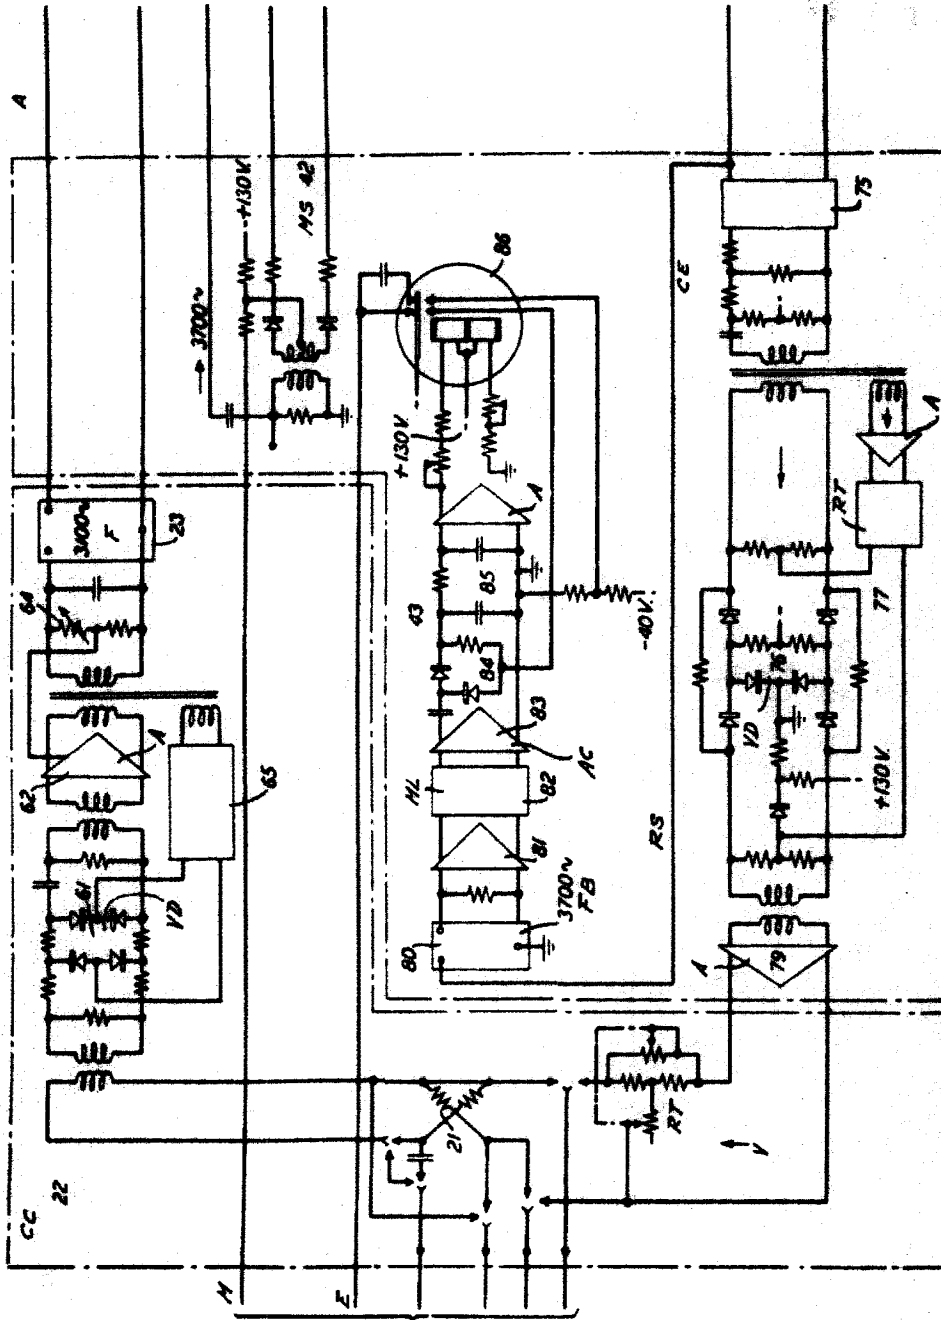 A
MS 42
+130V
3700~
86
CE
75
3100~
F
23
64
+130V
A
43
85
-40V.
84
83
AC
A
RT
77
76
VD
+130V
A
62
65
HL
82
81
RS
61
VD
80
3700~
FB
A
79
21
RT
V
CC
22
M
E